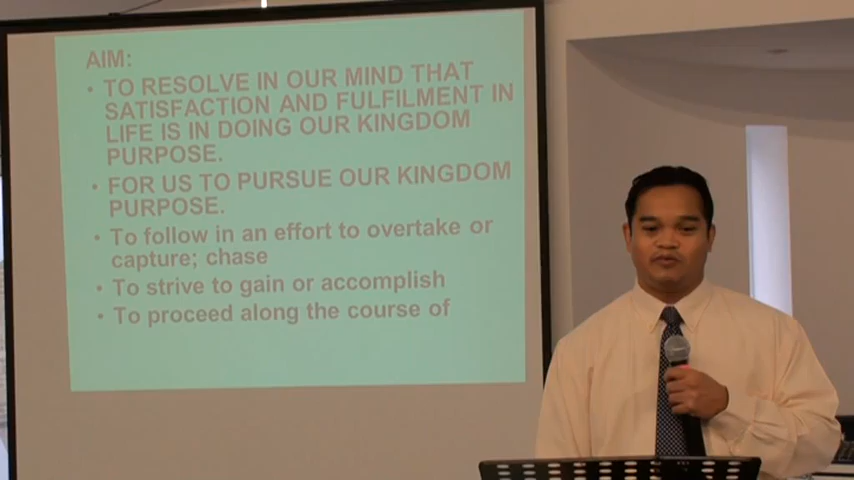 AIM:
• TO RESOLVE IN OUR MIND THAT
SATISFACTION AND FULFILMENT IN
LIFE IS IN DOING OUR KINGDOM
PURPOSE.
• FOR US TO PURSUE OUR KINGDOM
PURPOSE.
• To follow in an effort to overtake or
capture; chase
• To strive to gain or accomplish
• To proceed along the course of